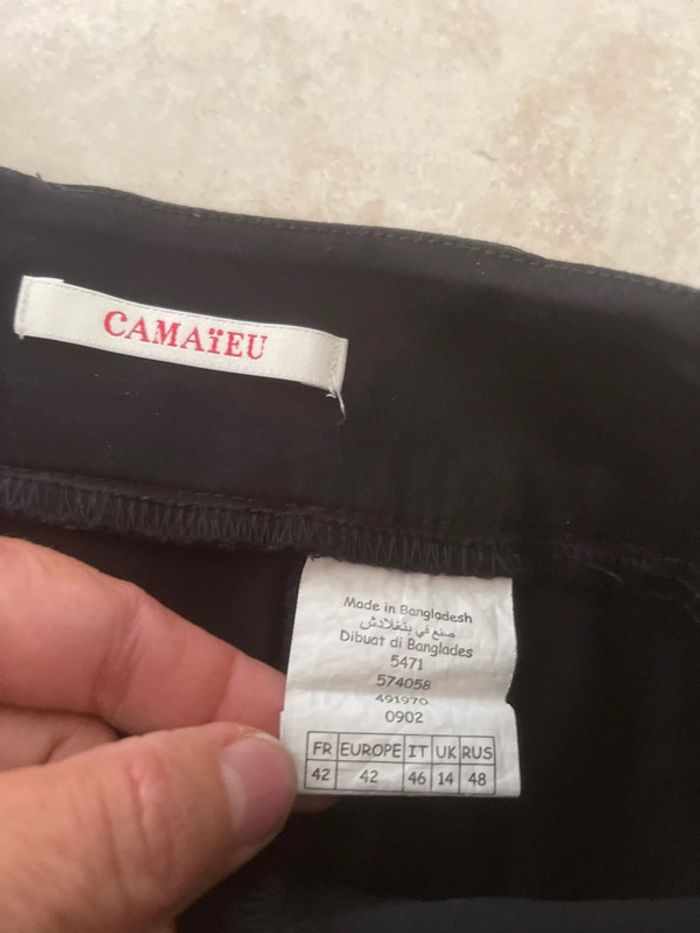 CAMAÏEU
Made in Bangladesh
صنع في بنغلادش
Dibuat di Banglades
5471
574058
491970
0902
FR EUROPE IT UK RUS
42 42 46 14 48